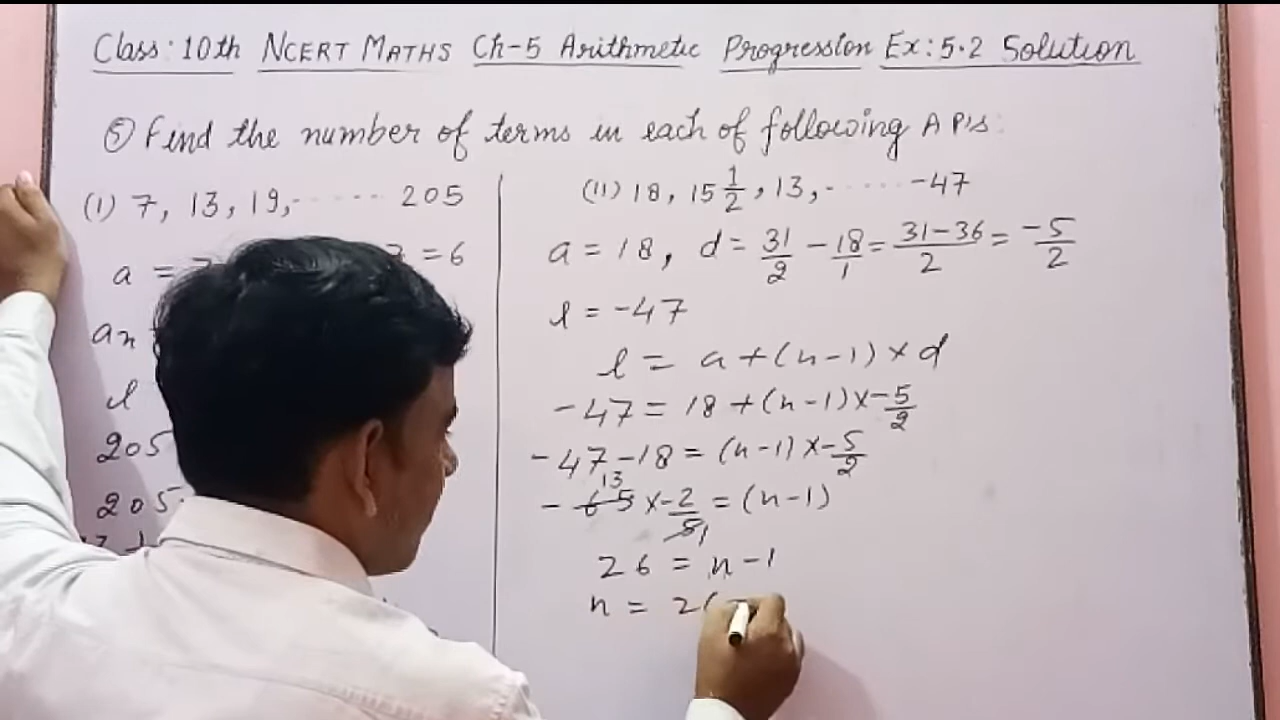 Class: 10th NCERT MATHS Ch-5 Arithmetic Progression Ex: 5.2 Solution
⑤ Find the number of terms in each of following A P's:
(i) 7, 13, 19, ...... 205
a =
= 6
an
l
205
205
(ii) 18, 15 1/2, 13, ...... -47
a = 18, d = 31/2 - 18/1 = 31-36/2 = -5/2
l = -47
l = a + (n-1) × d
-47 = 18 + (n-1) × -5/2
-47-18 = (n-1) × -5/2
13
-65 × -2/5 = (n-1)
1
26 = n-1
n = 2